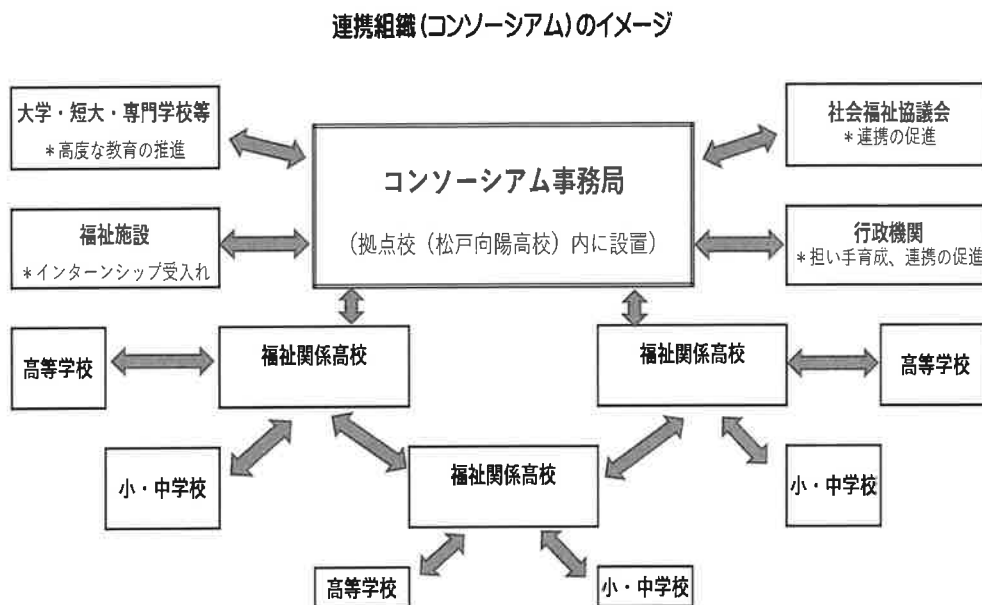 連携組織(コンソーシアム)のイメージ
大学・短大・専門学校等
＊高度な教育の推進
社会福祉協議会
＊連携の促進
コンソーシアム事務局
(拠点校(松戸向陽高校)内に設置)
福祉施設
＊インターンシップ受入れ
行政機関
＊担い手育成、連携の促進
高等学校
福祉関係高校
福祉関係高校
高等学校
小・中学校
福祉関係高校
小・中学校
高等学校
小・中学校